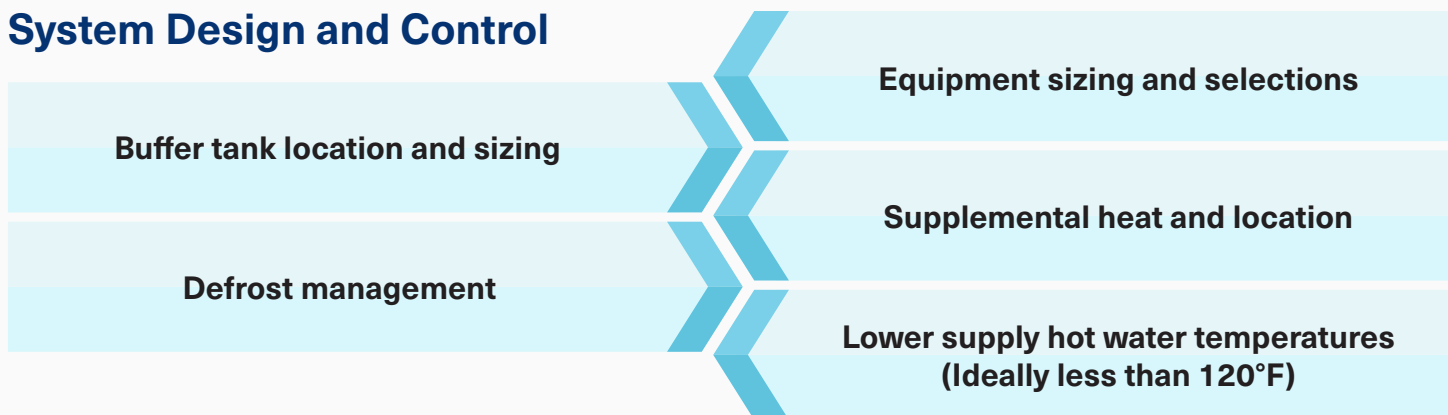 System Design and Control
Equipment sizing and selections
Buffer tank location and sizing
Supplemental heat and location
Defrost management
Lower supply hot water temperatures
(Ideally less than 120°F)